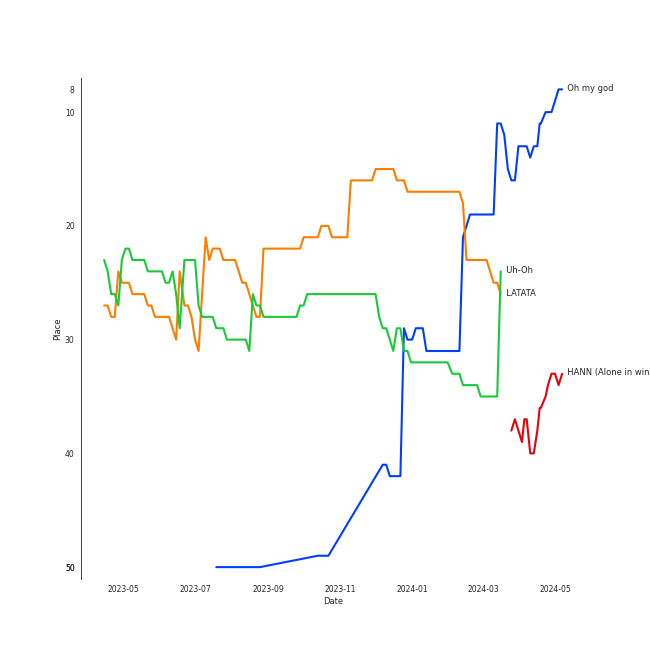 8
Oh my god
10
20
Uh-Oh
LATATA
Place
30
HANN (Alone in win
40
50
2023-05 2023-07 2023-09 2023-11 2024-01 2024-03 2024-05
Date